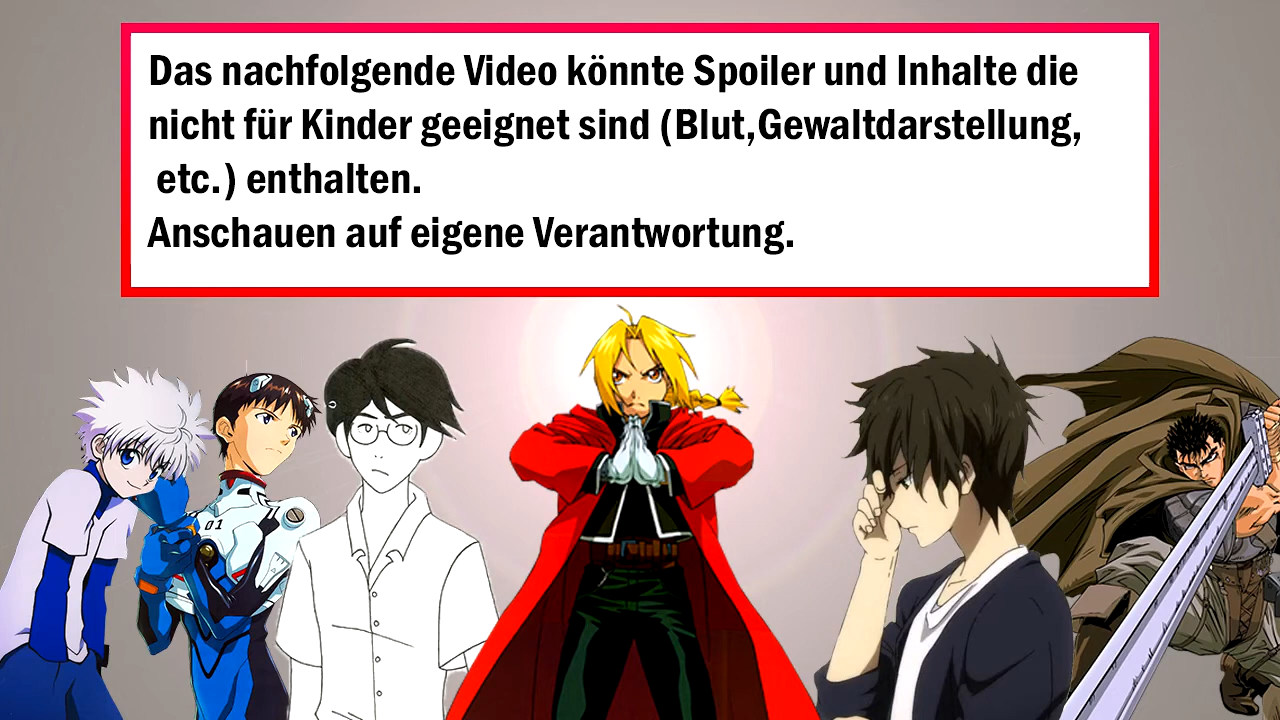 Das nachfolgende Video könnte Spoiler und Inhalte die
nicht für Kinder geeignet sind (Blut,Gewaltdarstellung,
etc.) enthalten.
Anschauen auf eigene Verantwortung.
01